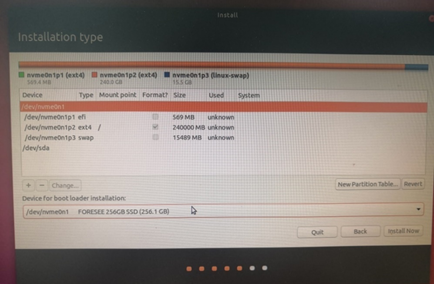 Install
Installation type
nvme0n1p1 (ext4) nvme0n1p2 (ext4) nvme0n1p3 (linux-swap)
569.4 MB 240.0 GB 15.5 GB
Device Type Mount point Format? Size Used System
/dev/nvme0n1
/dev/nvme0n1p1 efi 569 MB unknown
/dev/nvme0n1p2 ext4 / 240000 MB unknown
/dev/nvme0n1p3 swap 15489 MB unknown
/dev/sda
+ − Change... New Partition Table... Revert
Device for boot loader installation:
/dev/nvme0n1 FORESEE 256GB SSD (256.1 GB)
Quit Back Install Now